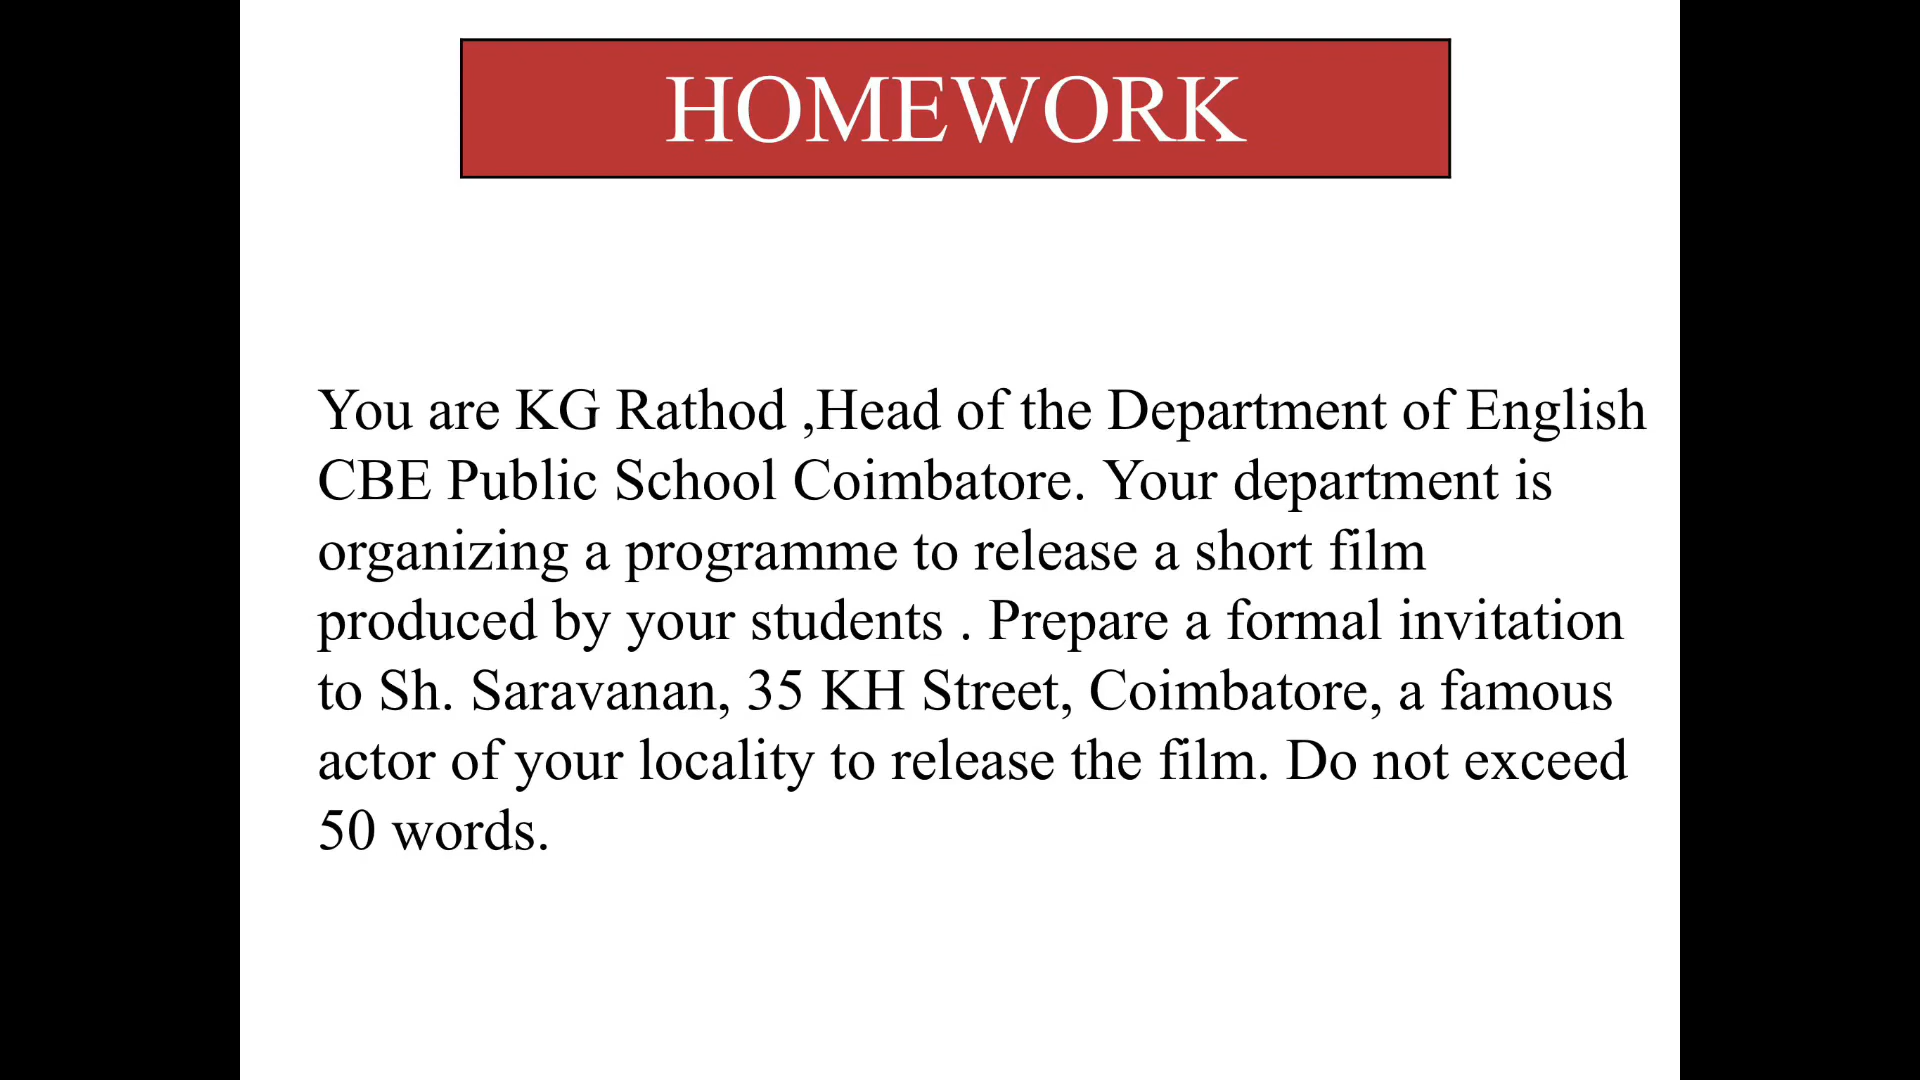 HOMEWORK
You are KG Rathod ,Head of the Department of English
CBE Public School Coimbatore. Your department is
organizing a programme to release a short film
produced by your students . Prepare a formal invitation
to Sh. Saravanan, 35 KH Street, Coimbatore, a famous
actor of your locality to release the film. Do not exceed
50 words.